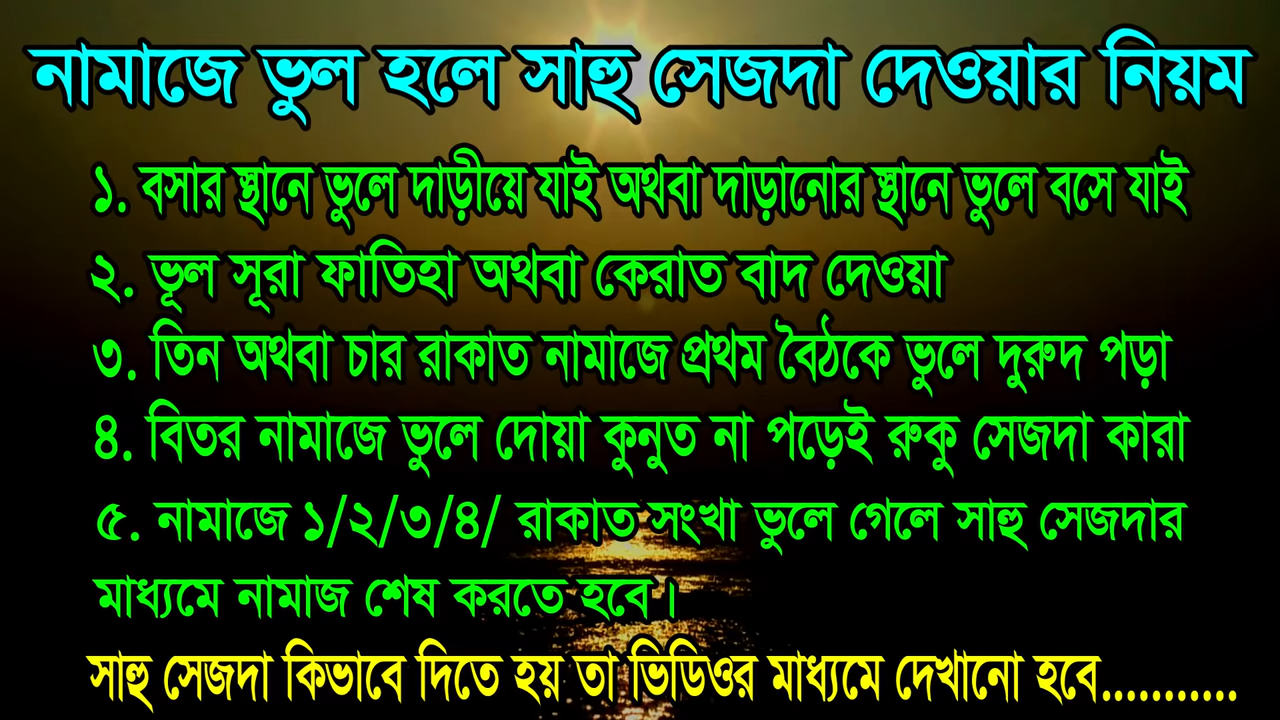 নামাজে ভুল হলে সাহু সেজদা দেওয়ার নিয়ম
১. বসার স্থানে ভুলে দাড়ীয়ে যাই অথবা দাড়ানোর স্থানে ভুলে বসে যাই
২. ভূল সূরা ফাতিহা অথবা কেরাত বাদ দেওয়া
৩. তিন অথবা চার রাকাত নামাজে প্রথম বৈঠকে ভুলে দুরুদ পড়া
৪. বিতর নামাজে ভুলে দোয়া কুনুত না পড়েই রুকু সেজদা কারা
৫. নামাজে ১/২/৩/৪/ রাকাত সংখা ভুলে গেলে সাহু সেজদার
মাধ্যমে নামাজ শেষ করতে হবে।
সাহু সেজদা কিভাবে দিতে হয় তা ভিডিওর মাধ্যমে দেখানো হবে...........